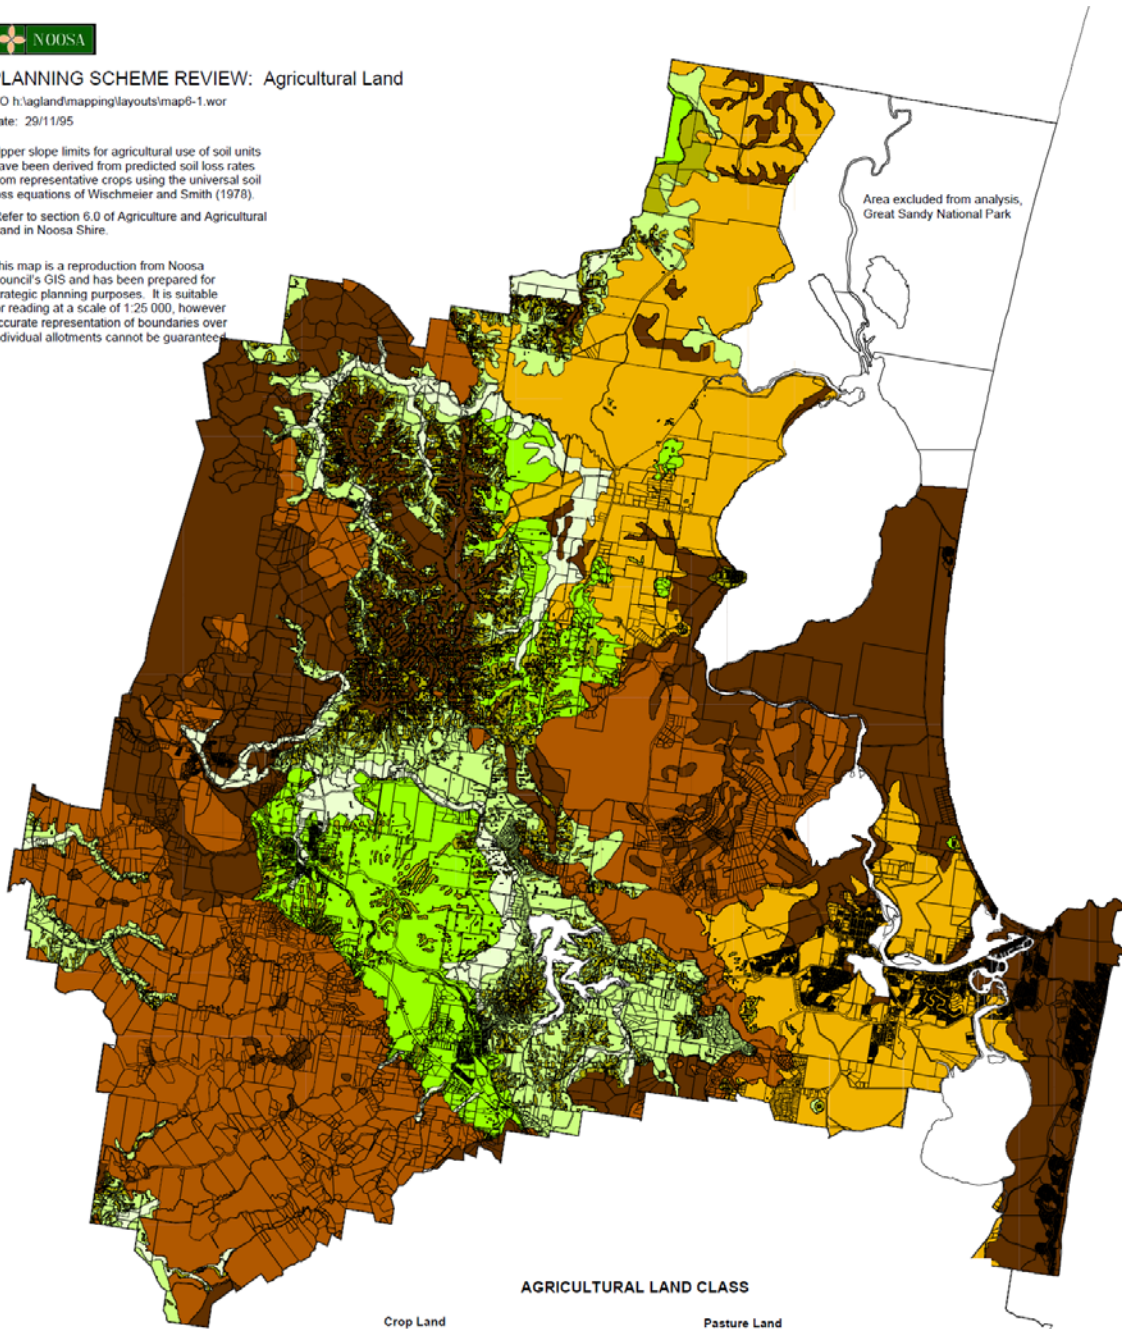 NOOSA
PLANNING SCHEME REVIEW: Agricultural Land
O h:\agland\mapping\layouts\map6-1.wor
ate: 29/11/95
pper slope limits for agricultural use of soil units
ave been derived from predicted soil loss rates
om representative crops using the universal soil
ss equations of Wischmeier and Smith (1978).
efer to section 6.0 of Agriculture and Agricultural
and in Noosa Shire.
his map is a reproduction from Noosa
ouncil's GIS and has been prepared for
rategic planning purposes. It is suitable
r reading at a scale of 1:25 000, however
ccurate representation of boundaries over
dividual allotments cannot be guaranteed
Area excluded from analysis,
Great Sandy National Park
AGRICULTURAL LAND CLASS
Crop Land
Pasture Land